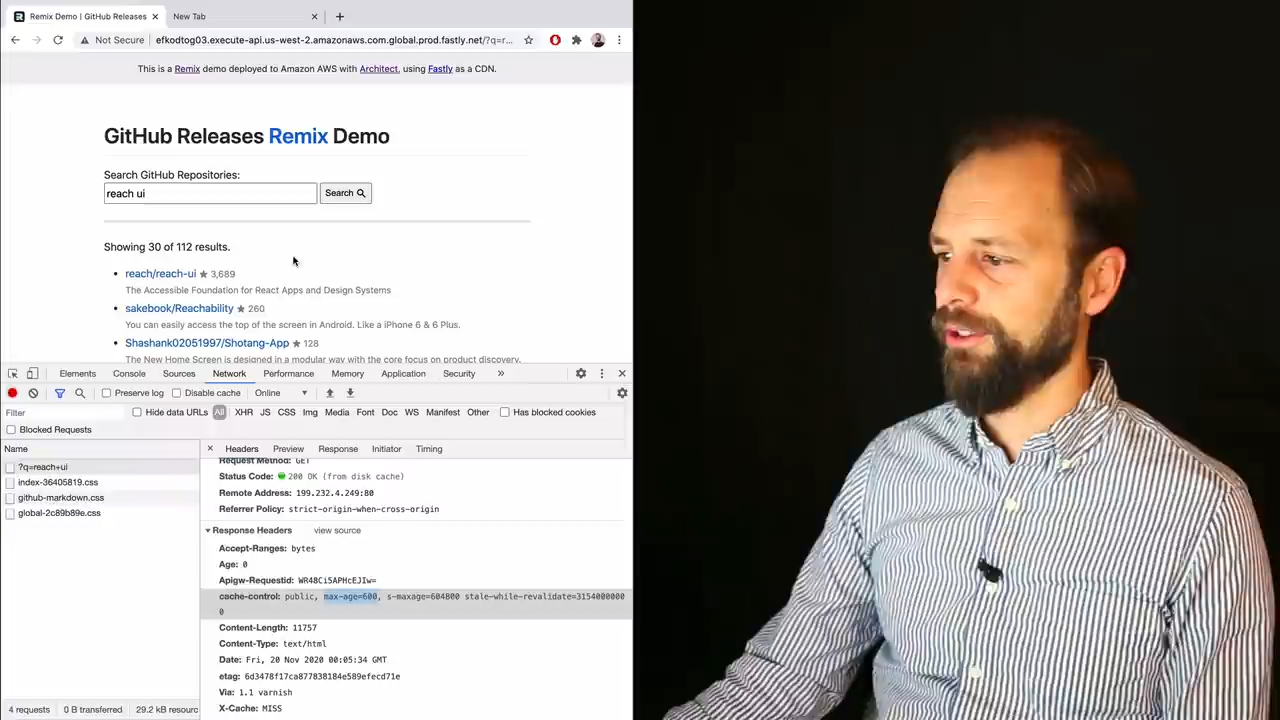 Remix Demo | GitHub Releases
New Tab
Not Secure
efkodtog03.execute-api.us-west-2.amazonaws.com.global.prod.fastly.net/?q=r...
This is a Remix demo deployed to Amazon AWS with Architect, using Fastly as a CDN.
GitHub Releases Remix Demo
Search GitHub Repositories:
reach ui
Search
Showing 30 of 112 results.
reach/reach-ui ★ 3,689
The Accessible Foundation for React Apps and Design Systems
sakebook/Reachability ★ 260
You can easily access the top of the screen in Android. Like a iPhone 6 & 6 Plus.
Shashank02051997/Shotang-App ★ 128
The New Home Screen is designed in a modular way with the core focus on product discovery,
Elements Console Sources Network Performance Memory Application Security »
Preserve log Disable cache Online
Filter Hide data URLs All XHR JS CSS Img Media Font Doc WS Manifest Other Has blocked cookies
Blocked Requests
Name
Headers Preview Response Initiator Timing
?q=reach+ui
index-36405819.css
github-markdown.css
global-2c89b89e.css
Request Method: GET
Status Code: 200 OK (from disk cache)
Remote Address: 199.232.4.249:80
Referrer Policy: strict-origin-when-cross-origin
Response Headers view source
Accept-Ranges: bytes
Age: 0
Apigw-Requestid: WR48Ci5APHcEJIw=
cache-control: public, max-age=600, s-maxage=604800 stale-while-revalidate=3154000000
0
Content-Length: 11757
Content-Type: text/html
Date: Fri, 20 Nov 2020 00:05:34 GMT
etag: 6d3478f17ca877838184e589efecd71e
Via: 1.1 varnish
X-Cache: MISS
4 requests 0 B transferred 29.2 kB resourc